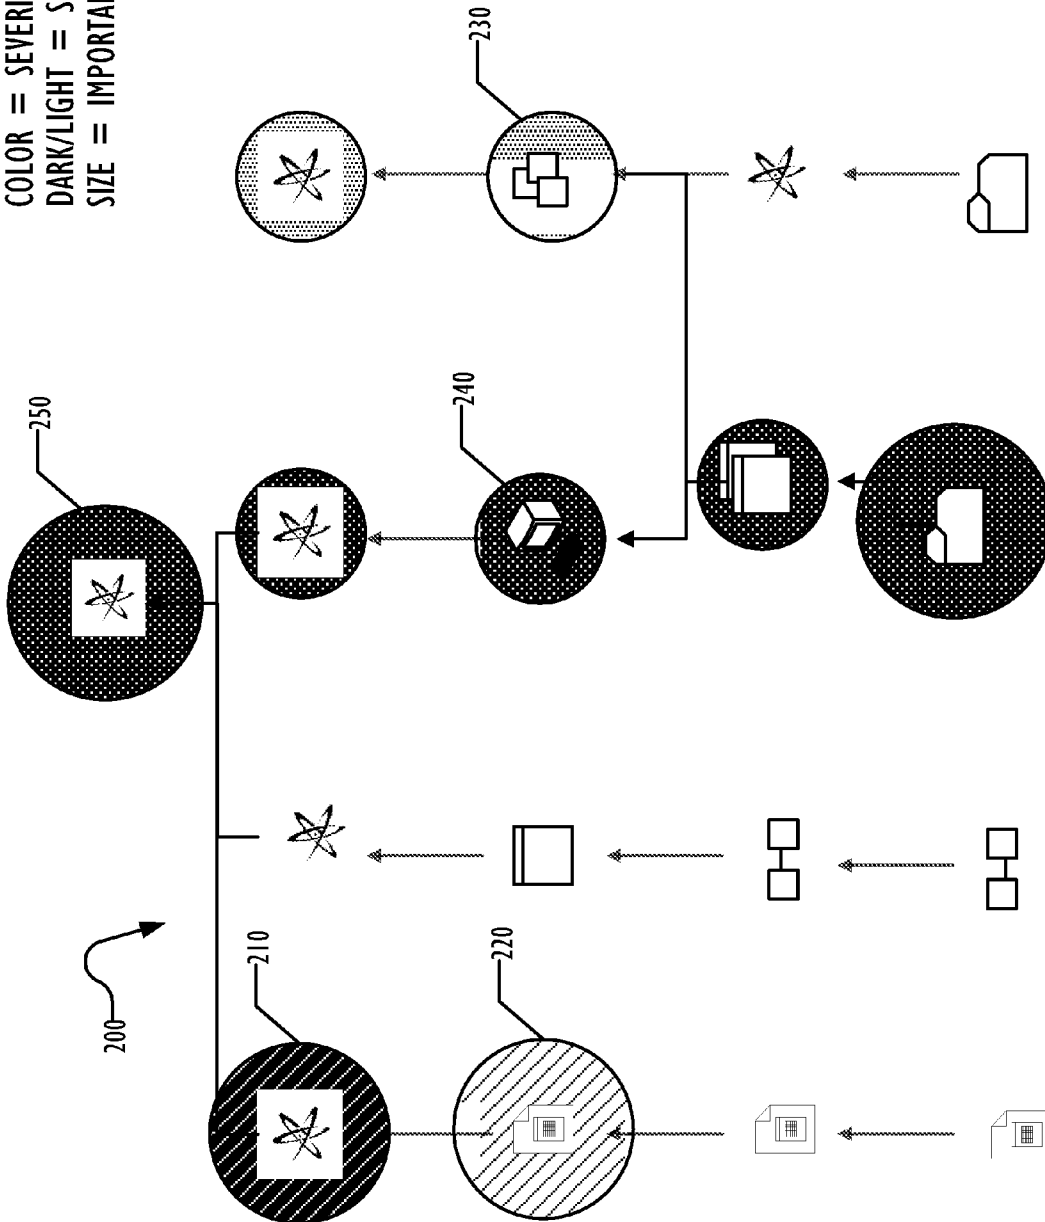 COLOR = SEVERI
DARK/LIGHT = S
SIZE = IMPORTA
230
250
240
200
210
220